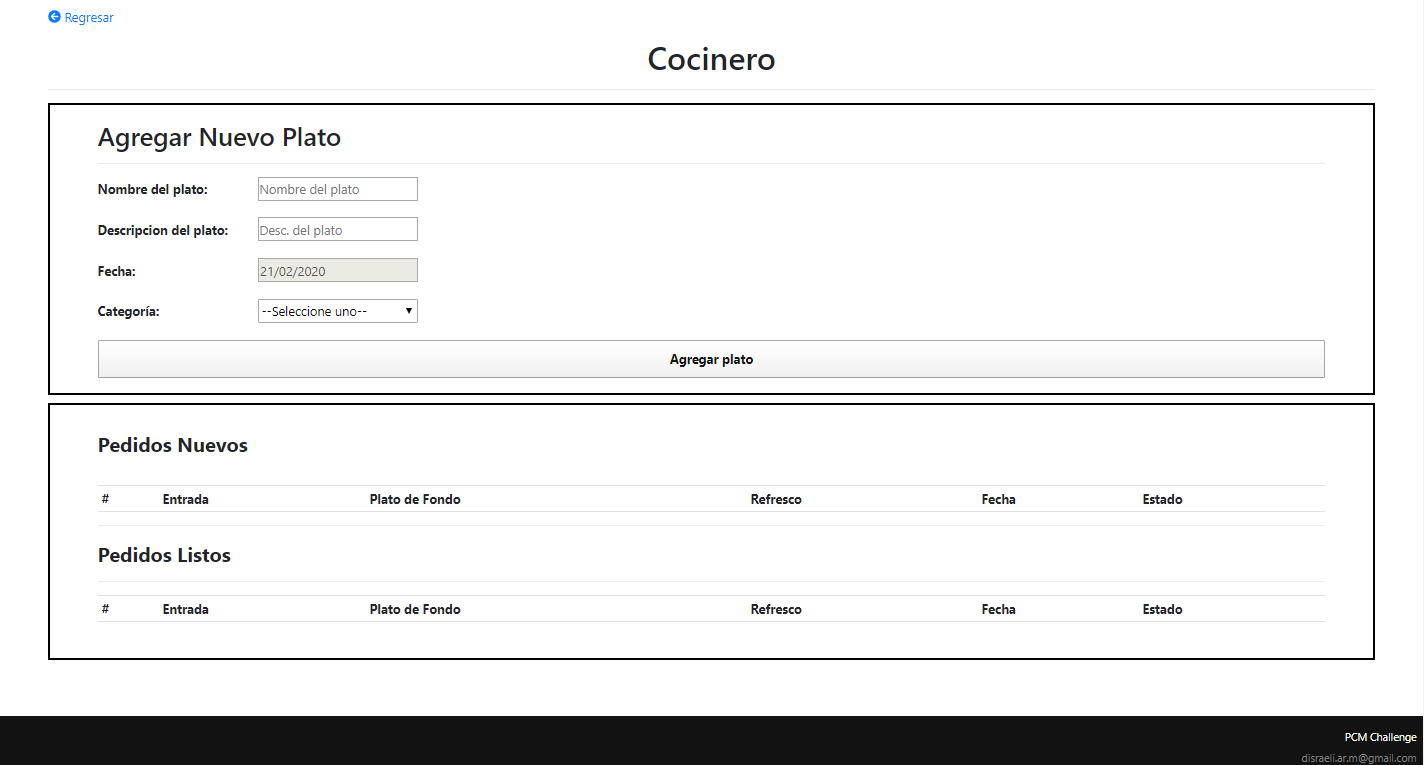 Regresar
Cocinero
Agregar Nuevo Plato
Nombre del plato: Nombre del plato
Descripcion del plato: Desc. del plato
Fecha: 21/02/2020
Categoría: --Seleccione uno--
Agregar plato
Pedidos Nuevos
# Entrada Plato de Fondo Refresco Fecha Estado
Pedidos Listos
# Entrada Plato de Fondo Refresco Fecha Estado
PCM Challenge
disraeli.ar.m@gmail.com